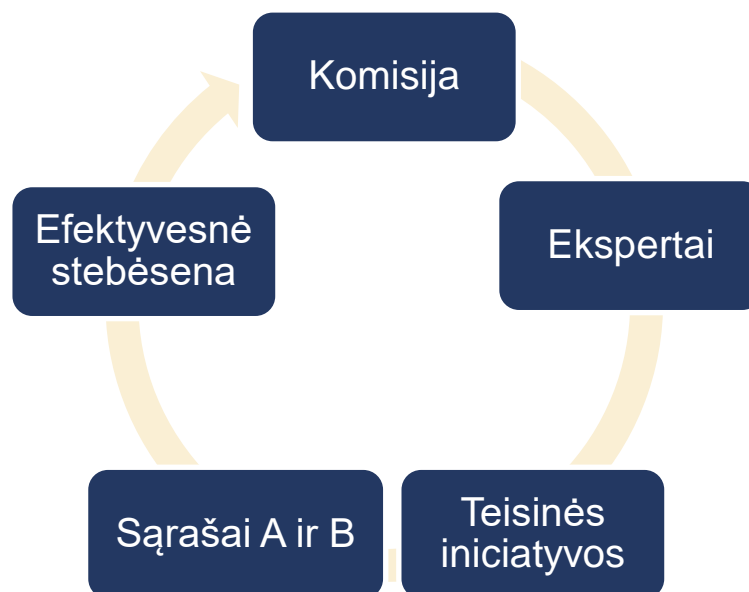 Komisija
Ekspertai
Teisinės
iniciatyvos
Sąrašai A ir B
Efektyvesnė
stebėsena